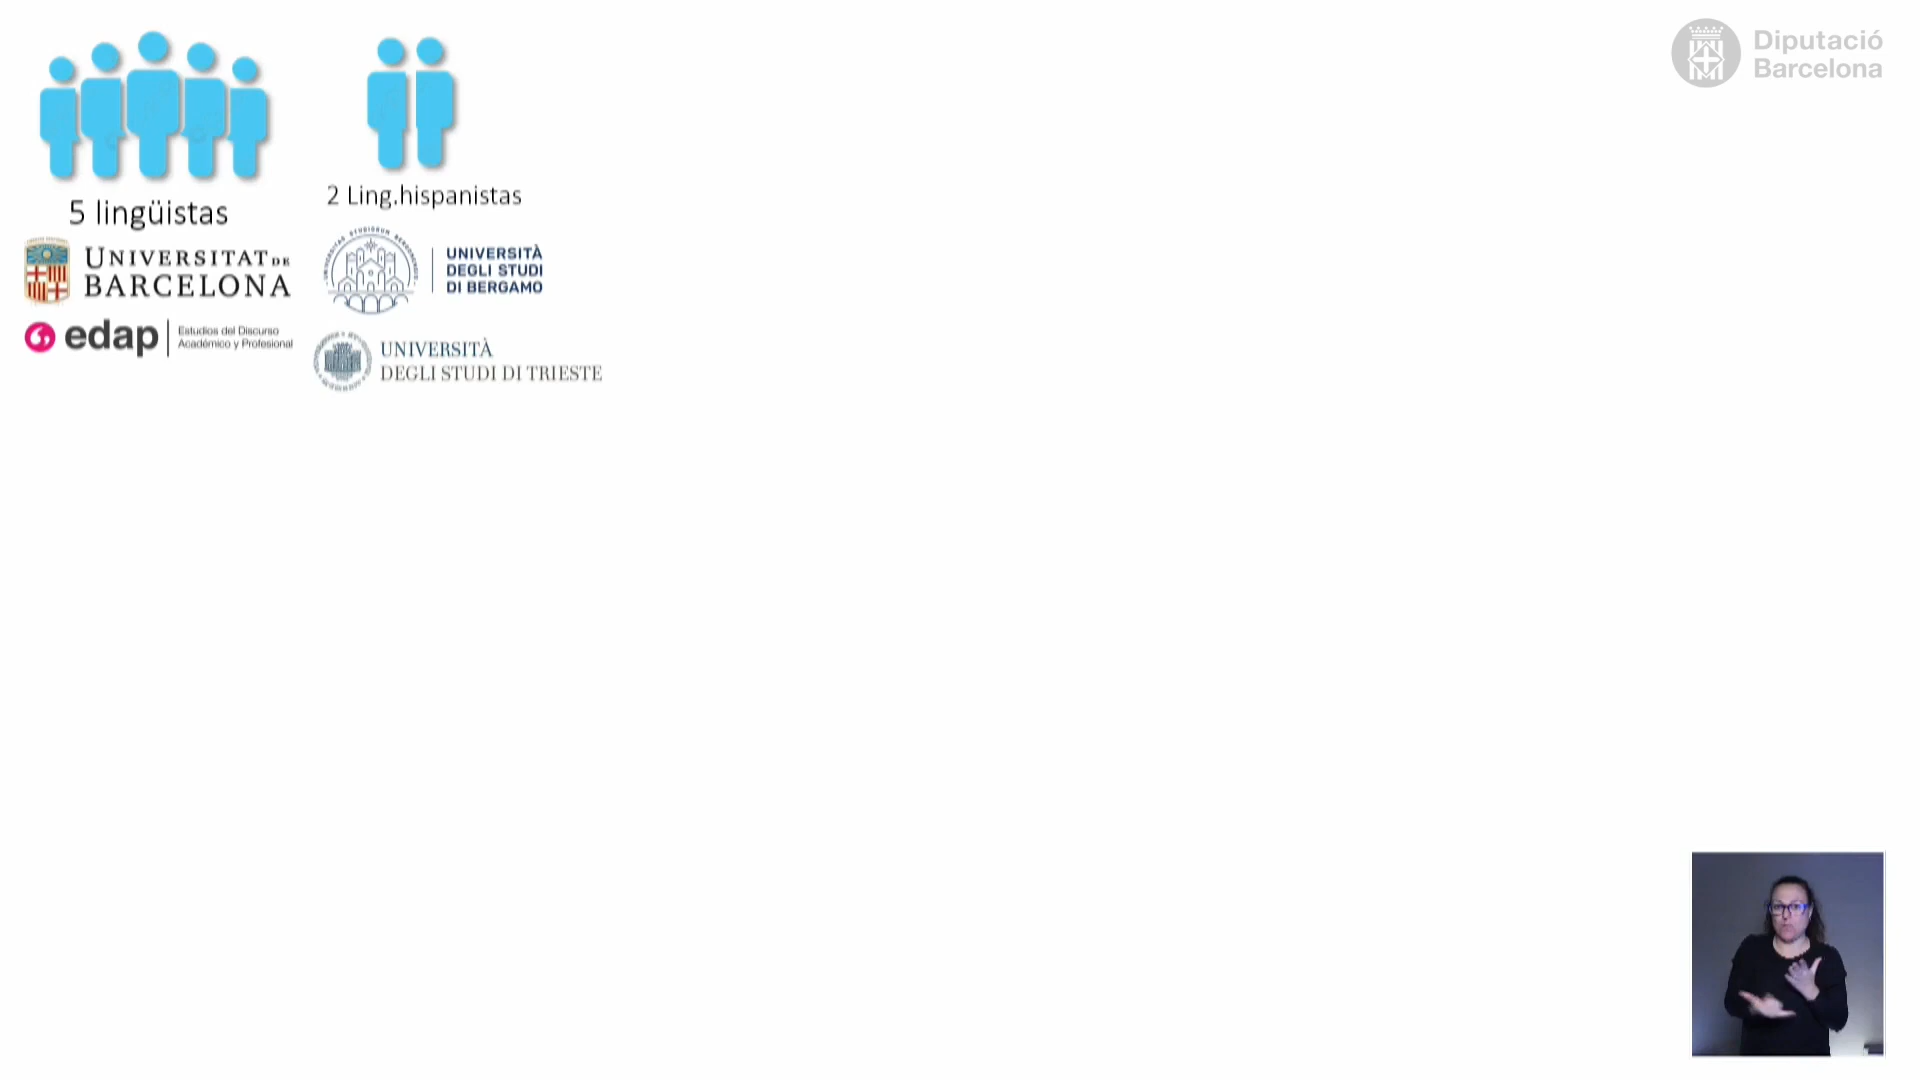 Diputació
Barcelona
5 lingüistas
UNIVERSITAT DE
BARCELONA
edap
Estudios del Discurso
Académico y Profesional
2 Ling.hispanistas
UNIVERSITÀ
DEGLI STUDI
DI BERGAMO
UNIVERSITÀ
DEGLI STUDI DI TRIESTE